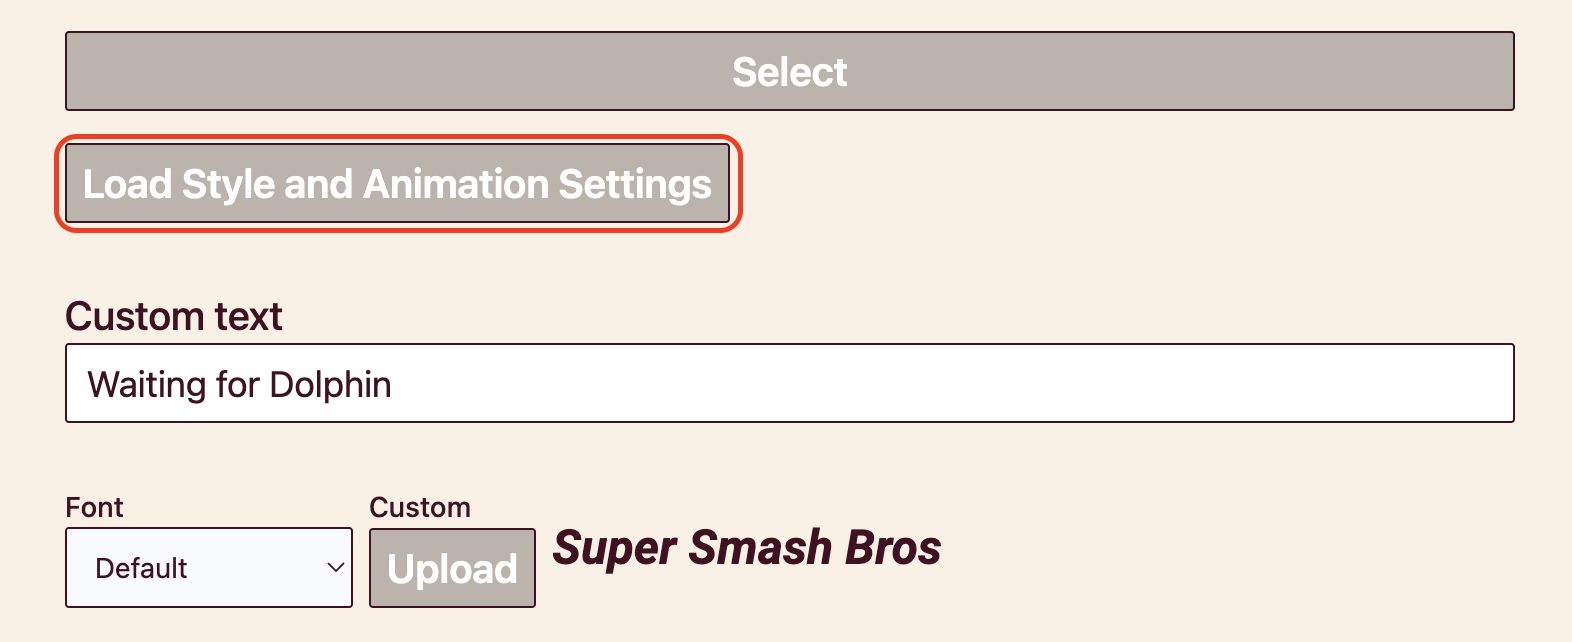 Select
Load Style and Animation Settings
Custom text
Waiting for Dolphin
Font Custom
Default Upload Super Smash Bros